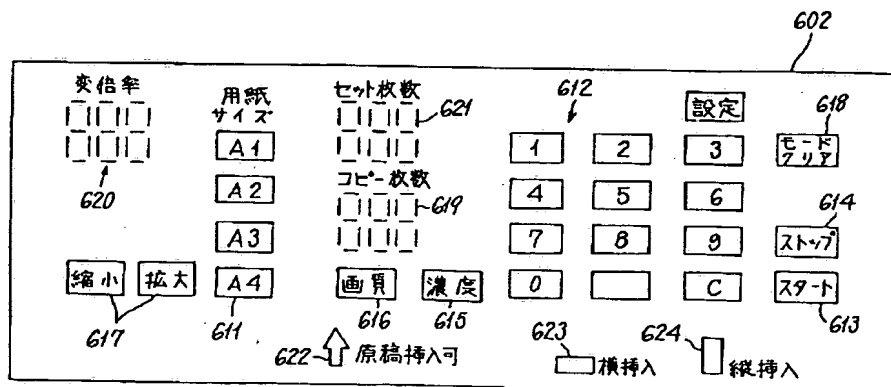 602
変倍率
620
用紙
サイズ
A1
A2
A3
A4
611
縮小 拡大
617
セット枚数
621
コピー枚数
619
画質
616
濃度
615
612
設定
1 2 3
4 5 6
7 8 9
0 C
モード
クリア
618
ストップ
614
スタート
613
622 原稿挿入可
623 横挿入
624 縦挿入